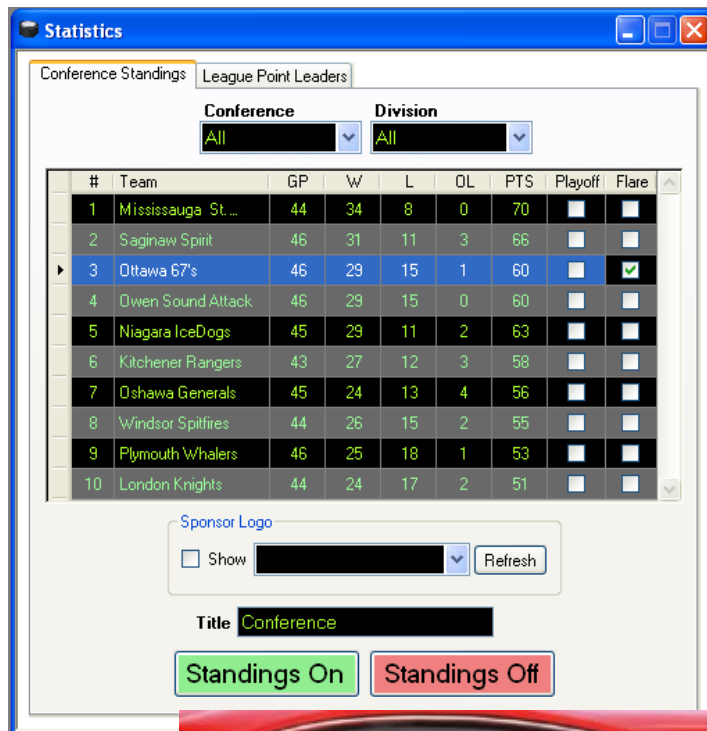 Statistics
Conference Standings League Point Leaders
Conference Division
All All
# Team GP W L OL PTS Playoff Flare
1 Mississauga St... 44 34 8 0 70
2 Saginaw Spirit 46 31 11 3 66
3 Ottawa 67's 46 29 15 1 60
4 Owen Sound Attack 46 29 15 0 60
5 Niagara IceDogs 45 29 11 2 63
6 Kitchener Rangers 43 27 12 3 58
7 Oshawa Generals 45 24 13 4 56
8 Windsor Spitfires 44 26 15 2 55
9 Plymouth Whalers 46 25 18 1 53
10 London Knights 44 24 17 2 51
Sponsor Logo
Show Refresh
Title Conference
Standings On Standings Off